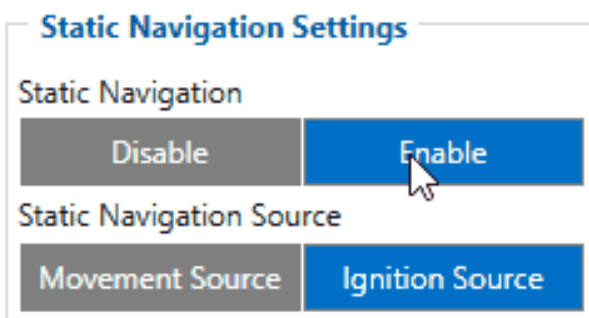 Static Navigation Settings
Static Navigation
Disable Enable
Static Navigation Source
Movement Source Ignition Source